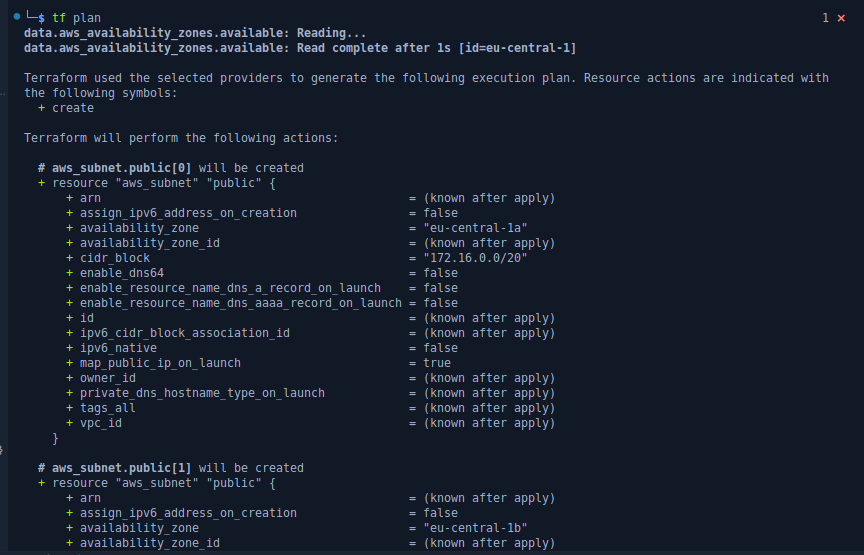 └─$ tf plan 1 ✕
data.aws_availability_zones.available: Reading...
data.aws_availability_zones.available: Read complete after 1s [id=eu-central-1]
Terraform used the selected providers to generate the following execution plan. Resource actions are indicated with
the following symbols:
+ create
Terraform will perform the following actions:
# aws_subnet.public[0] will be created
+ resource "aws_subnet" "public" {
+ arn = (known after apply)
+ assign_ipv6_address_on_creation = false
+ availability_zone = "eu-central-1a"
+ availability_zone_id = (known after apply)
+ cidr_block = "172.16.0.0/20"
+ enable_dns64 = false
+ enable_resource_name_dns_a_record_on_launch = false
+ enable_resource_name_dns_aaaa_record_on_launch = false
+ id = (known after apply)
+ ipv6_cidr_block_association_id = (known after apply)
+ ipv6_native = false
+ map_public_ip_on_launch = true
+ owner_id = (known after apply)
+ private_dns_hostname_type_on_launch = (known after apply)
+ tags_all = (known after apply)
+ vpc_id = (known after apply)
}
# aws_subnet.public[1] will be created
+ resource "aws_subnet" "public" {
+ arn = (known after apply)
+ assign_ipv6_address_on_creation = false
+ availability_zone = "eu-central-1b"
+ availability_zone_id = (known after apply)